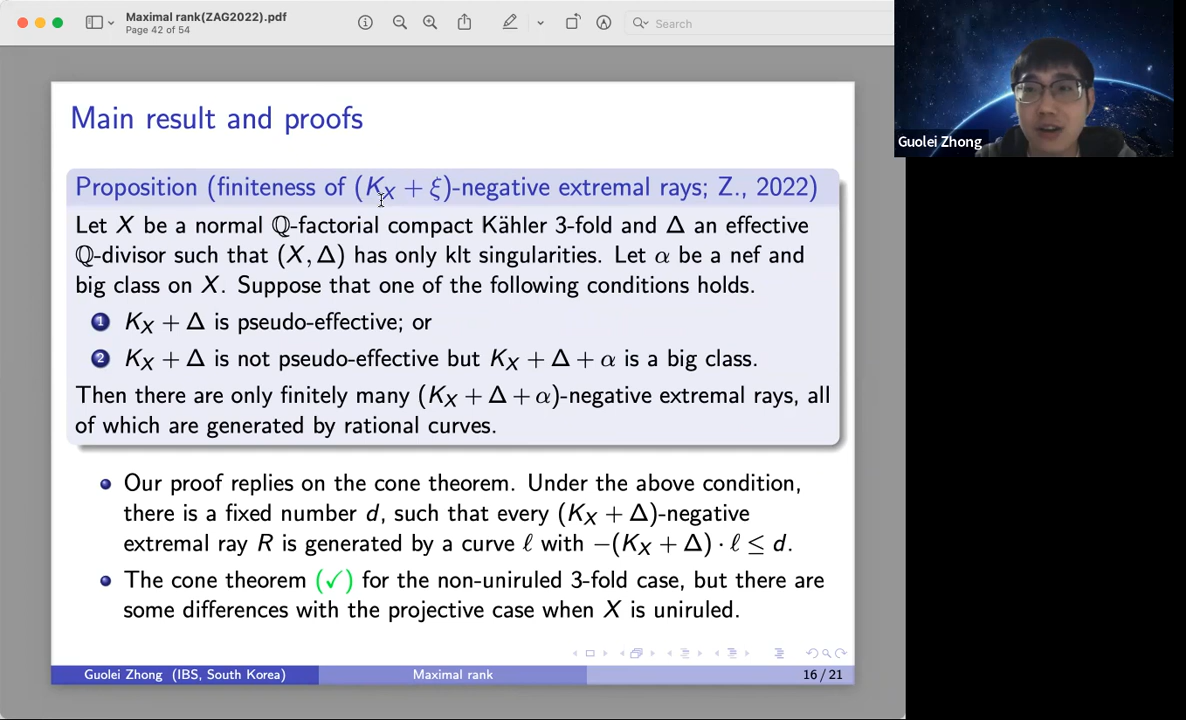 Maximal rank(ZAG2022).pdf
Page 42 of 54
Search
Guolei Zhong
Main result and proofs
Proposition (finiteness of (K_X + ξ)-negative extremal rays; Z., 2022)
Let X be a normal ℚ-factorial compact Kähler 3-fold and Δ an effective
ℚ-divisor such that (X, Δ) has only klt singularities. Let α be a nef and
big class on X. Suppose that one of the following conditions holds.
1 K_X + Δ is pseudo-effective; or
2 K_X + Δ is not pseudo-effective but K_X + Δ + α is a big class.
Then there are only finitely many (K_X + Δ + α)-negative extremal rays, all
of which are generated by rational curves.
Our proof replies on the cone theorem. Under the above condition,
there is a fixed number d, such that every (K_X + Δ)-negative
extremal ray R is generated by a curve ℓ with −(K_X + Δ) · ℓ ≤ d.
The cone theorem (✓) for the non-uniruled 3-fold case, but there are
some differences with the projective case when X is uniruled.
Guolei Zhong (IBS, South Korea)
Maximal rank
16 / 21